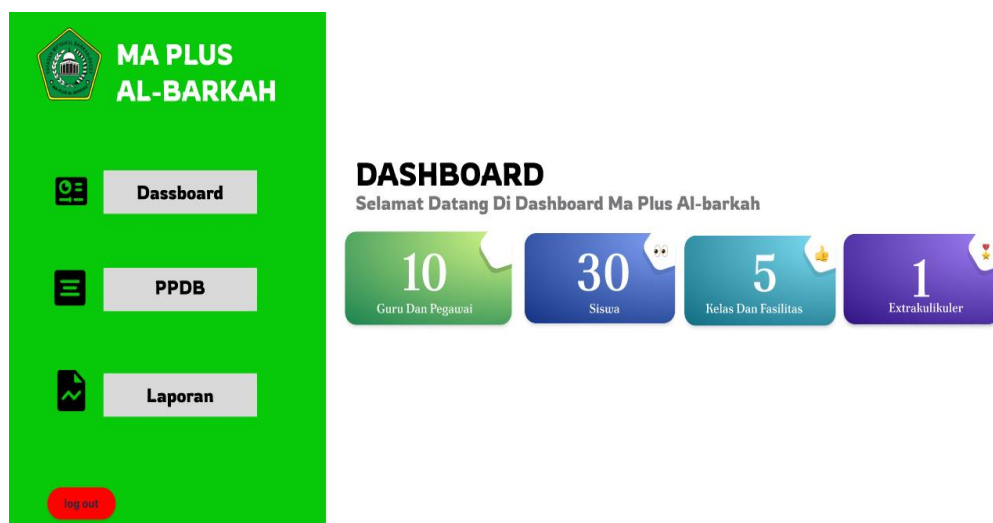 MA PLUS
AL-BARKAH
Dassboard
PPDB
Laporan
log out
DASHBOARD
Selamat Datang Di Dashboard Ma Plus Al-barkah
10
Guru Dan Pegawai
30
Siswa
5
Kelas Dan Fasilitas
1
Extrakulikuler